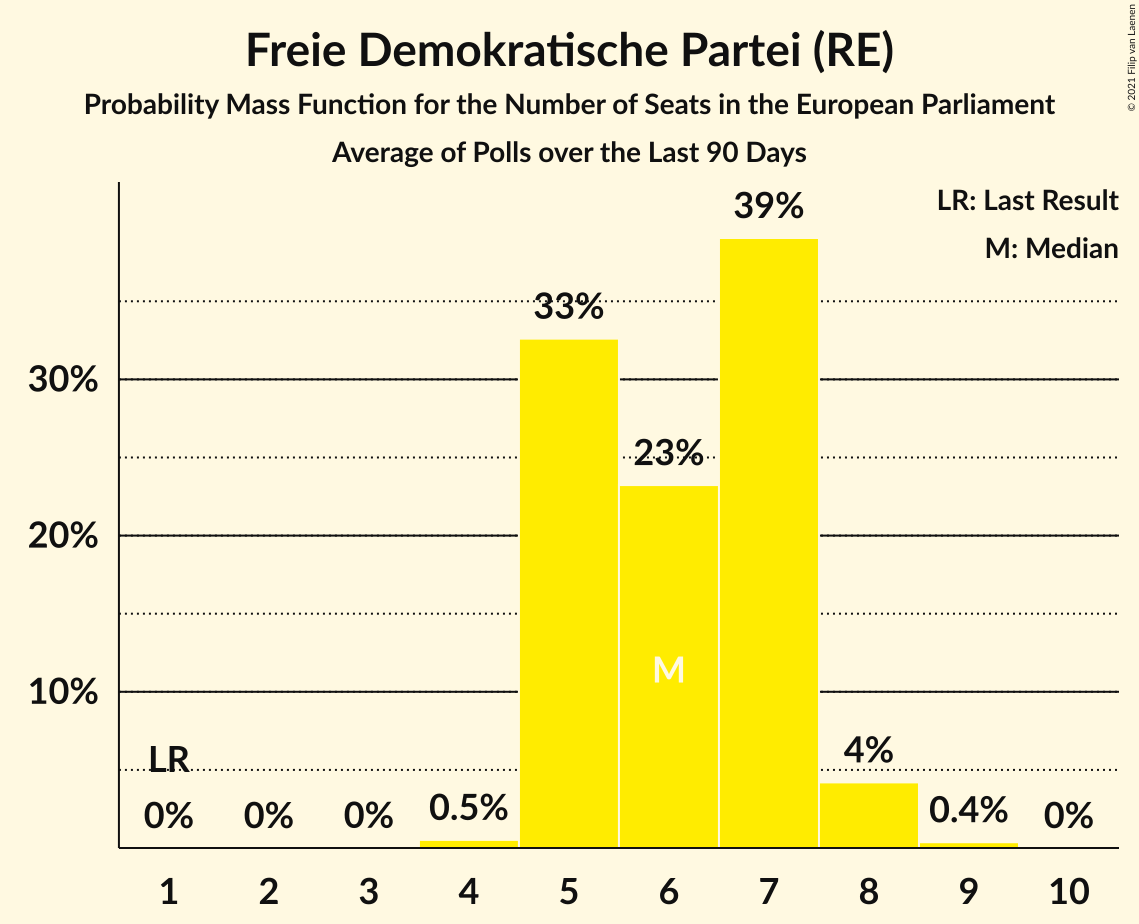 Freie Demokratische Partei (RE)
Probability Mass Function for the Number of Seats in the European Parliament
Average of Polls over the Last 90 Days
© 2021 Filip van Laenen
LR: Last Result
M: Median
39%
33%
30%
23%
20%
M
10%
LR
4%
0% 0% 0% 0.5% 0.4% 0%
1 2 3 4 5 6 7 8 9 10